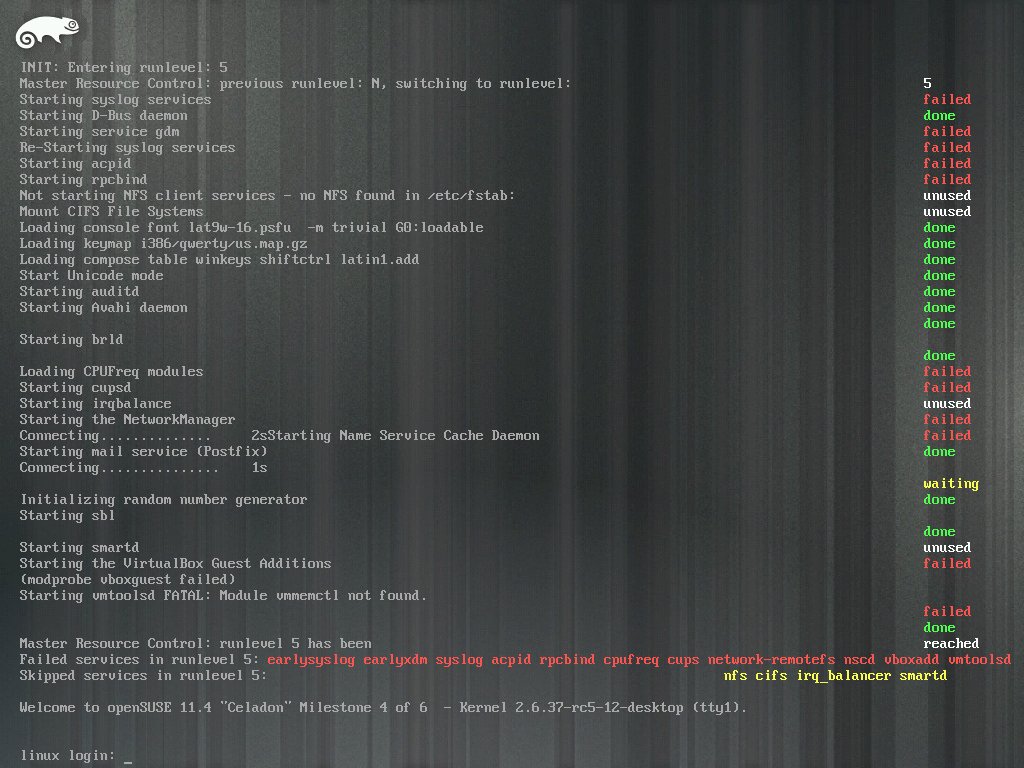 INIT: Entering runlevel: 5
Master Resource Control: previous runlevel: N, switching to runlevel: 5
Starting syslog services failed
Starting D-Bus daemon done
Starting service gdm failed
Re-Starting syslog services failed
Starting acpid failed
Starting rpcbind failed
Not starting NFS client services - no NFS found in /etc/fstab: unused
Mount CIFS File Systems unused
Loading console font lat9w-16.psfu  -m trivial G0:loadable done
Loading keymap i386/qwerty/us.map.gz done
Loading compose table winkeys shiftctrl latin1.add done
Start Unicode mode done
Starting auditd done
Starting Avahi daemon done
done
Starting brld
done
Loading CPUFreq modules failed
Starting cupsd failed
Starting irqbalance unused
Starting the NetworkManager failed
Connecting.............. 2sStarting Name Service Cache Daemon failed
Starting mail service (Postfix) done
Connecting............... 1s
waiting
Initializing random number generator done
Starting sbl
done
Starting smartd unused
Starting the VirtualBox Guest Additions failed
(modprobe vboxguest failed)
Starting vmtoolsd FATAL: Module vmmemctl not found.
failed
done
Master Resource Control: runlevel 5 has been reached
Failed services in runlevel 5: earlysyslog earlyxdm syslog acpid rpcbind cpufreq cups network-remotefs nscd vboxadd vmtoolsd
Skipped services in runlevel 5: nfs cifs irq_balancer smartd
Welcome to openSUSE 11.4 "Celadon" Milestone 4 of 6  - Kernel 2.6.37-rc5-12-desktop (tty1).
linux login: _